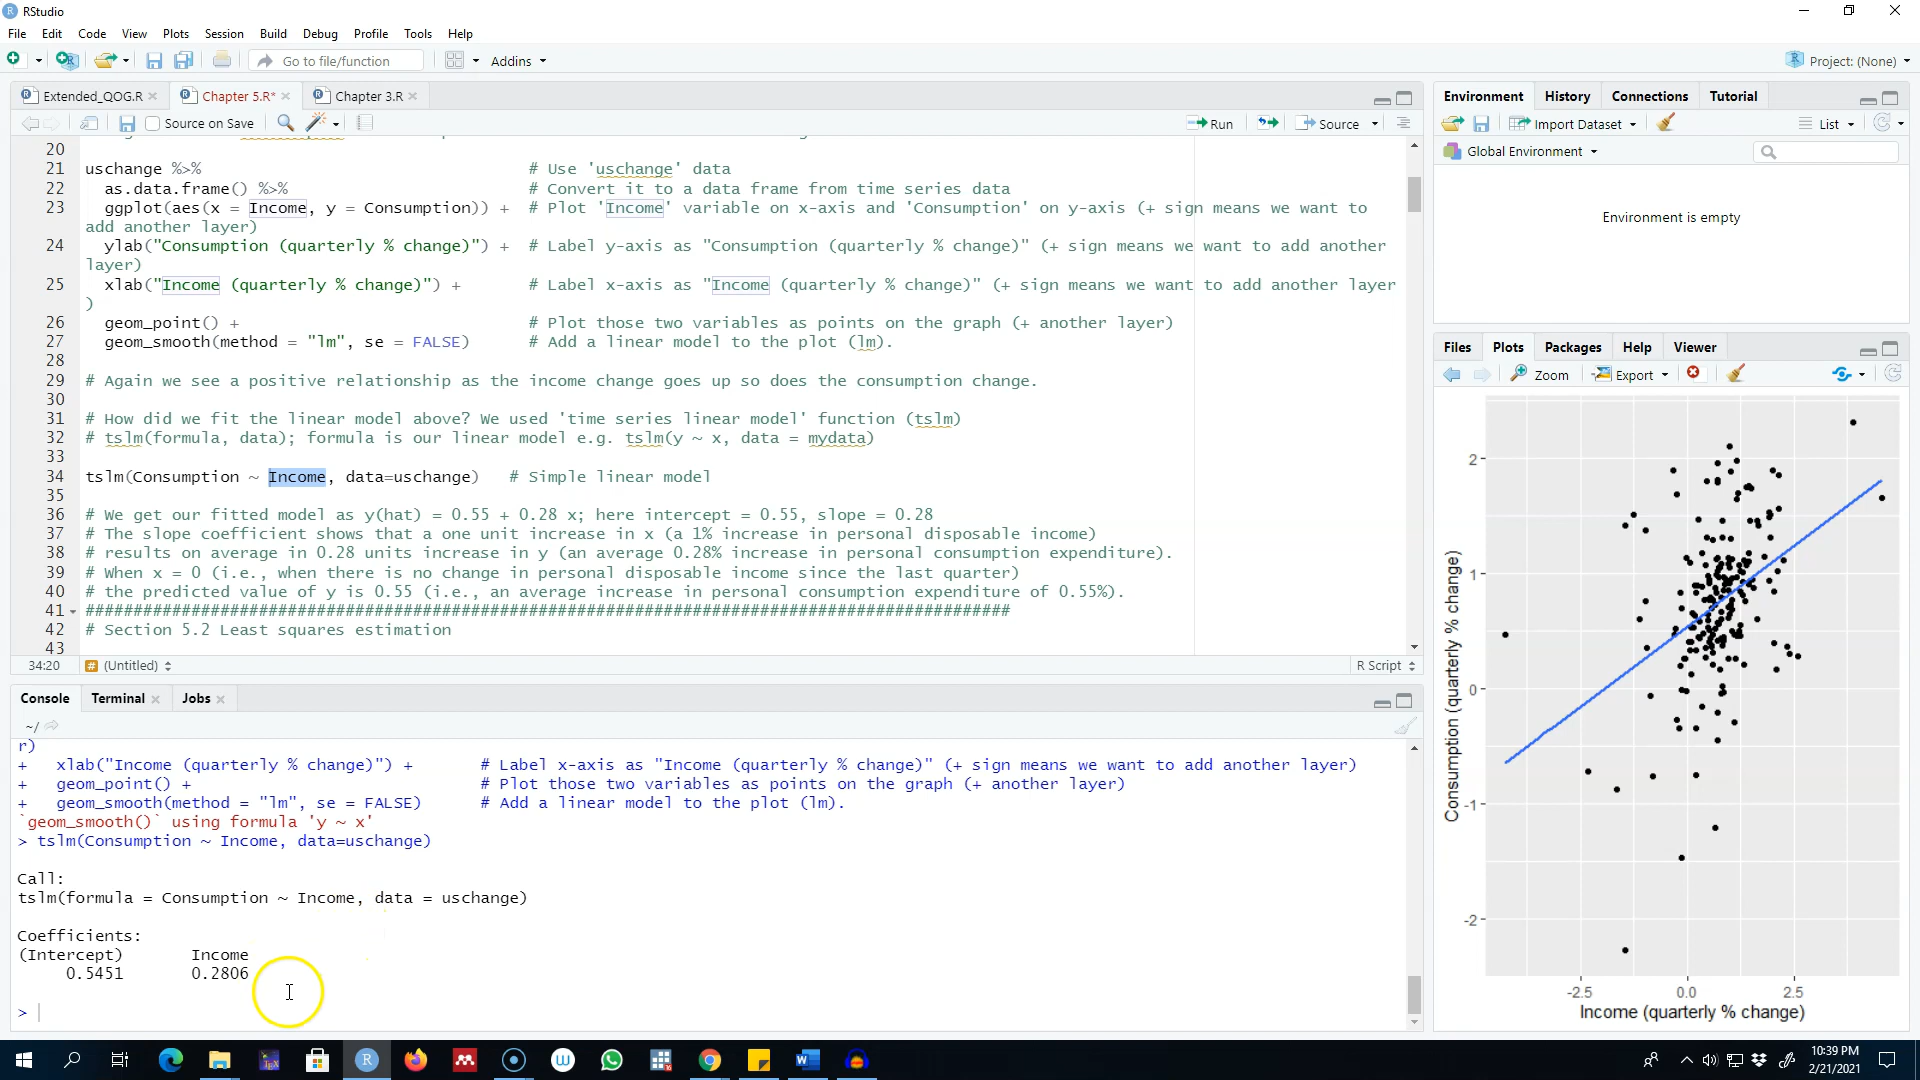 RStudio
File Edit Code View Plots Session Build Debug Profile Tools Help
Go to file/function Addins Project: (None)
Extended_QOG.R Chapter 5.R* Chapter 3.R
Source on Save Run Source
20
21 uschange %>% # Use 'uschange' data
22 as.data.frame() %>% # Convert it to a data frame from time series data
23 ggplot(aes(x = Income, y = Consumption)) + # Plot 'Income' variable on x-axis and 'Consumption' on y-axis (+ sign means we want to
add another layer)
24 ylab("Consumption (quarterly % change)") + # Label y-axis as "Consumption (quarterly % change)" (+ sign means we want to add another
layer)
25 xlab("Income (quarterly % change)") + # Label x-axis as "Income (quarterly % change)" (+ sign means we want to add another layer
)
26 geom_point() + # Plot those two variables as points on the graph (+ another layer)
27 geom_smooth(method = "lm", se = FALSE) # Add a linear model to the plot (lm).
28
29 # Again we see a positive relationship as the income change goes up so does the consumption change.
30
31 # How did we fit the linear model above? We used 'time series linear model' function (tslm)
32 # tslm(formula, data); formula is our linear model e.g. tslm(y ~ x, data = mydata)
33
34 tslm(Consumption ~ Income, data=uschange) # Simple linear model
35
36 # We get our fitted model as y(hat) = 0.55 + 0.28 x; here intercept = 0.55, slope = 0.28
37 # The slope coefficient shows that a one unit increase in x (a 1% increase in personal disposable income)
38 # results on average in 0.28 units increase in y (an average 0.28% increase in personal consumption expenditure).
39 # When x = 0 (i.e., when there is no change in personal disposable income since the last quarter)
40 # the predicted value of y is 0.55 (i.e., an average increase in personal consumption expenditure of 0.55%).
41 ################################################################################################
42 # Section 5.2 Least squares estimation
43
34:20 (Untitled) R Script
Console Terminal Jobs
~/
r)
+ xlab("Income (quarterly % change)") + # Label x-axis as "Income (quarterly % change)" (+ sign means we want to add another layer)
+ geom_point() + # Plot those two variables as points on the graph (+ another layer)
+ geom_smooth(method = "lm", se = FALSE) # Add a linear model to the plot (lm).
`geom_smooth()` using formula 'y ~ x'
> tslm(Consumption ~ Income, data=uschange)
Call:
tslm(formula = Consumption ~ Income, data = uschange)
Coefficients:
(Intercept) Income
0.5451 0.2806
>
Environment History Connections Tutorial
Import Dataset List
Global Environment
Environment is empty
Files Plots Packages Help Viewer
Zoom Export
Consumption (quarterly % change)
2
1
0
-1
-2
-2.5 0.0 2.5
Income (quarterly % change)
10:39 PM
2/21/2021